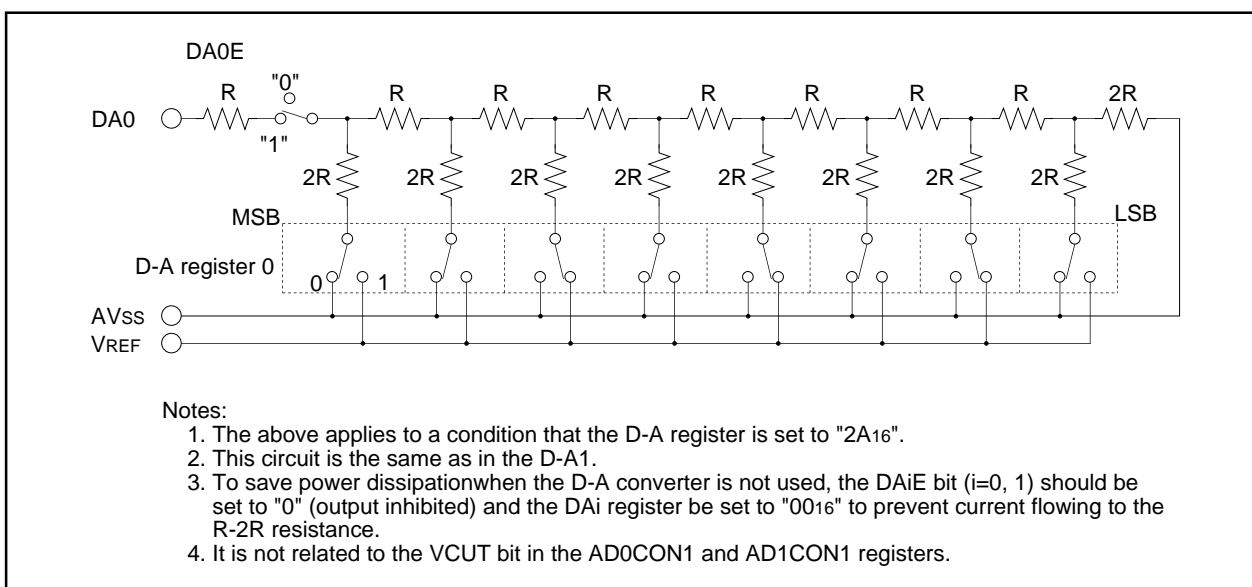 DA0E
"0"
R R R R R R R R 2R
DA0
"1"
2R 2R 2R 2R 2R 2R 2R 2R
MSB LSB
D-A register 0
0 1
AVSS
VREF
Notes:
1. The above applies to a condition that the D-A register is set to "2A16".
2. This circuit is the same as in the D-A1.
3. To save power dissipationwhen the D-A converter is not used, the DAiE bit (i=0, 1) should be
set to "0" (output inhibited) and the DAi register be set to "0016" to prevent current flowing to the
R-2R resistance.
4. It is not related to the VCUT bit in the AD0CON1 and AD1CON1 registers.